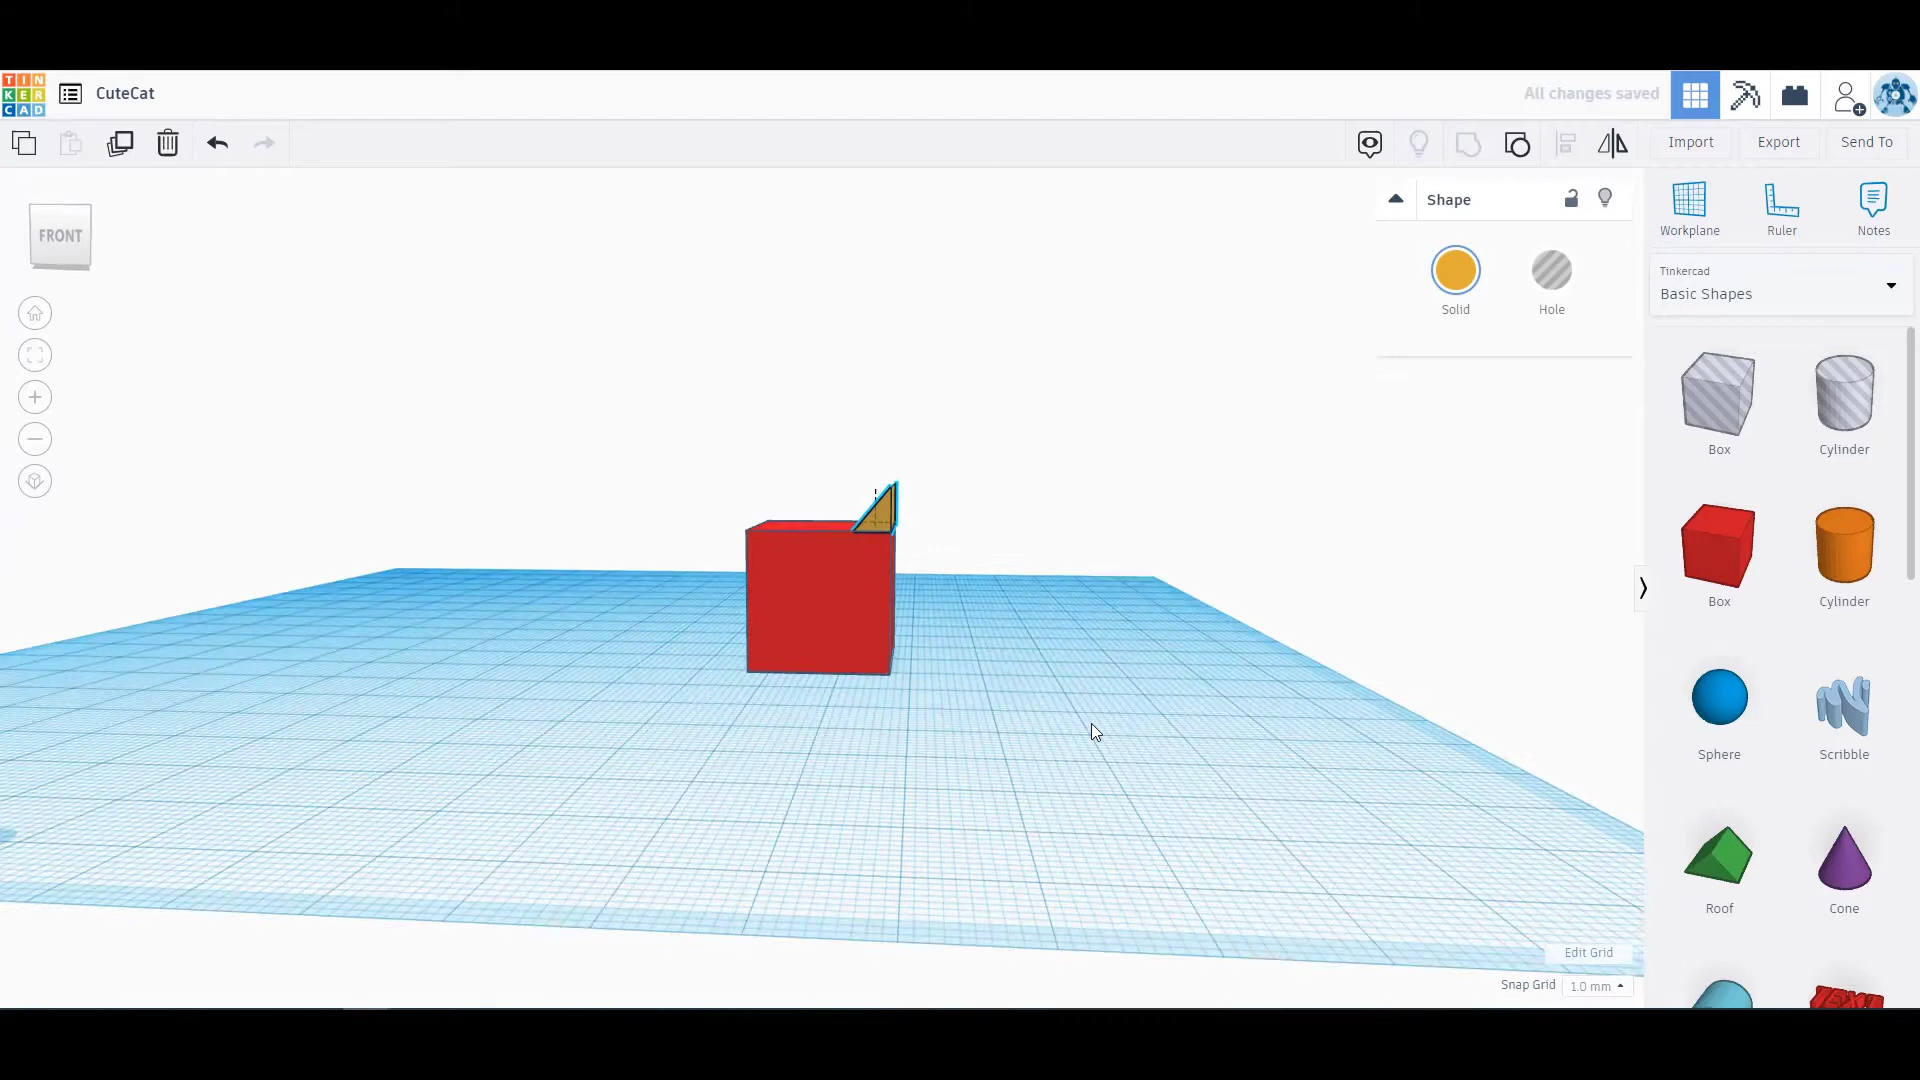 TIN
KER
CAD
CuteCat
All changes saved
Import
Export
Send To
FRONT
Shape
Solid
Hole
Workplane
Ruler
Notes
Tinkercad
Basic Shapes
Box
Cylinder
Box
Cylinder
Sphere
Scribble
Roof
Cone
TEXT
Edit Grid
Snap Grid
1.0 mm